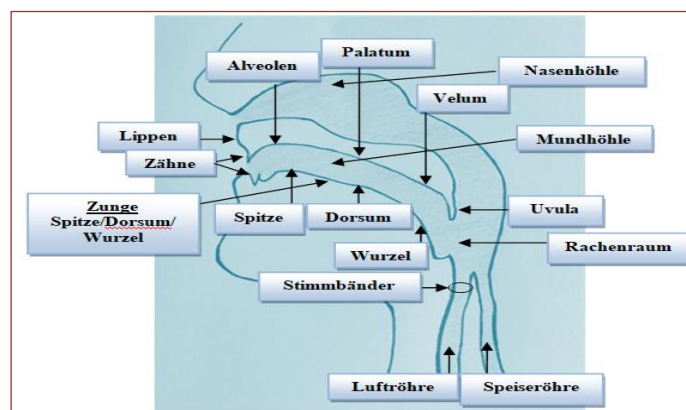 Palatum
Alveolen
Nasenhöhle
Velum
Lippen
Mundhöhle
Zähne
Zunge
Spitze/Dorsum/
Wurzel
Spitze
Dorsum
Uvula
Wurzel
Rachenraum
Stimmbänder
Luftröhre
Speiseröhre